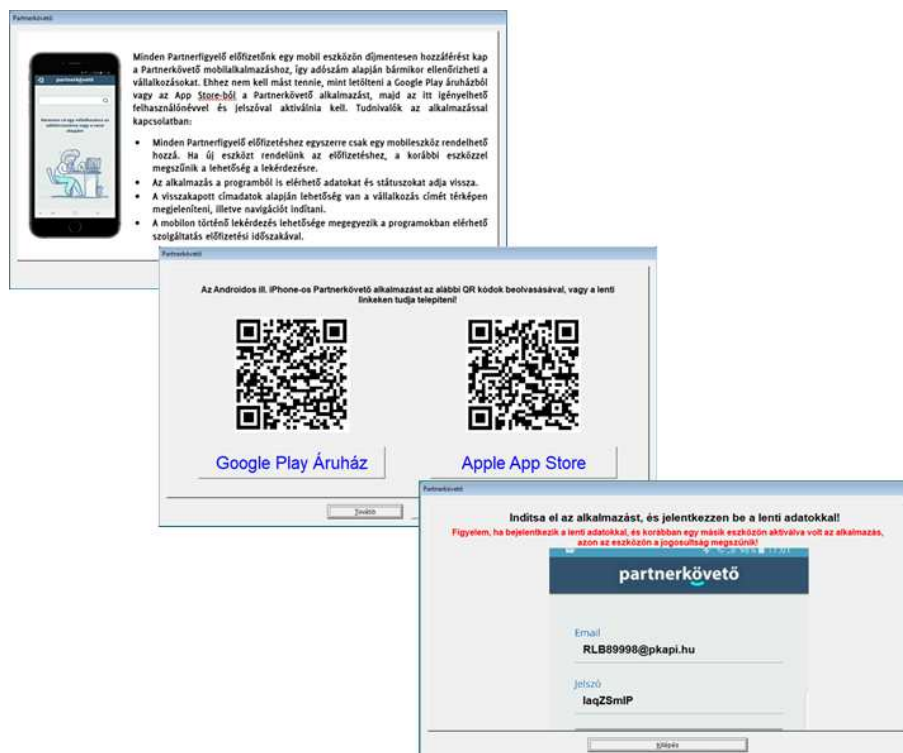 Partnerkövető
partnerkövető
Minden Partnerfigyelő előfizetőnk egy mobil eszközön díjmentesen hozzáférést kap
a Partnerkövető mobilalkalmazáshoz, így adószám alapján bármikor ellenőrizheti a
vállalkozásokat. Ehhez nem kell mást tennie, mint letölteni a Google Play áruházból
vagy az App Store-ból a Partnerkövető alkalmazást, majd az itt igényelhető
felhasználónévvel és jelszóval aktiválnia kell. Tudnivalók az alkalmazással
kapcsolatban:
• Minden Partnerfigyelő előfizetéshez egyszerre csak egy mobileszköz rendelhető
hozzá. Ha új eszközt rendelünk az előfizetéshez, a korábbi eszközzel
megszűnik a lehetőség a lekérdezésre.
• Az alkalmazás a programból is elérhető adatokat és státuszokat adja vissza.
• A visszakapott címadatok alapján lehetőség van a vállalkozás címét térképen
megjeleníteni, illetve navigációt indítani.
• A mobilon történő lekérdezés lehetősége megegyezik a programokban elérhető
szolgáltatás előfizetési időszakával.
Partnerkövető
Az Androidos ill. iPhone-os Partnerkövető alkalmazást az alábbi QR kódok beolvasásával, vagy a lenti
linkeken tudja telepíteni!
Google Play Áruház
Apple App Store
Tovább
Partnerkövető
Indítsa el az alkalmazást, és jelentkezzen be a lenti adatokkal!
Figyelem, ha bejelentkezik a lenti adatokkal, és korábban egy másik eszközön aktiválva volt az alkalmazás,
azon az eszközön a jogosultság megszűnik!
partnerkövető
Email
RLB89998@pkapi.hu
Jelszó
laqZSmIP
Kilépés